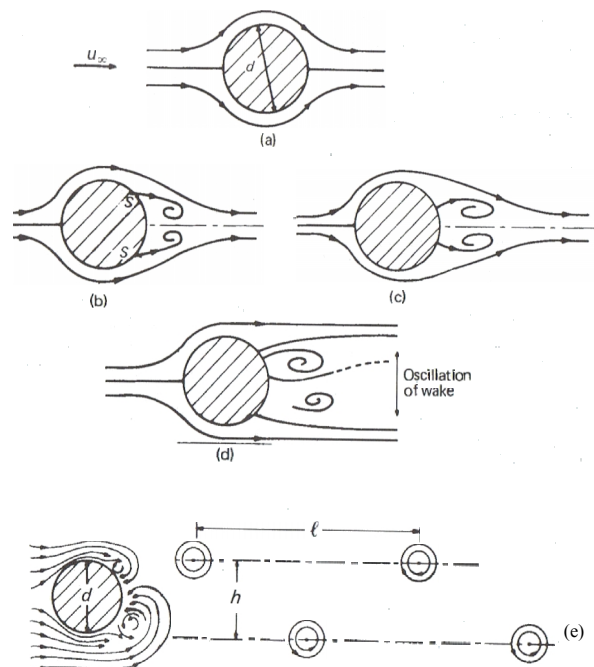 u∞
d
(a)
S
S
(b)
(c)
Oscillation
of wake
(d)
ℓ
d
h
(e)